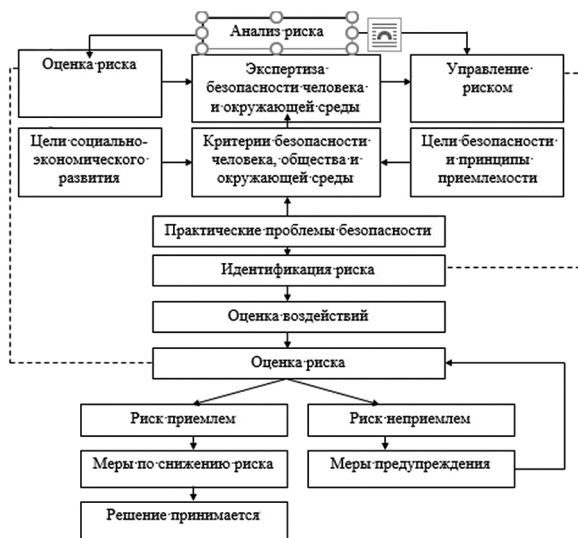 Анализ риска
Оценка риска
Экспертиза
безопасности человека
и окружающей среды
Управление
риском
Цели социально-
экономического
развития
Критерии безопасности
человека, общества и
окружающей среды
Цели безопасности
и принципы
приемлемости
Практические проблемы безопасности
Идентификация риска
Оценка воздействий
Оценка риска
Риск приемлем
Риск неприемлем
Меры по снижению риска
Меры предупреждения
Решение принимается